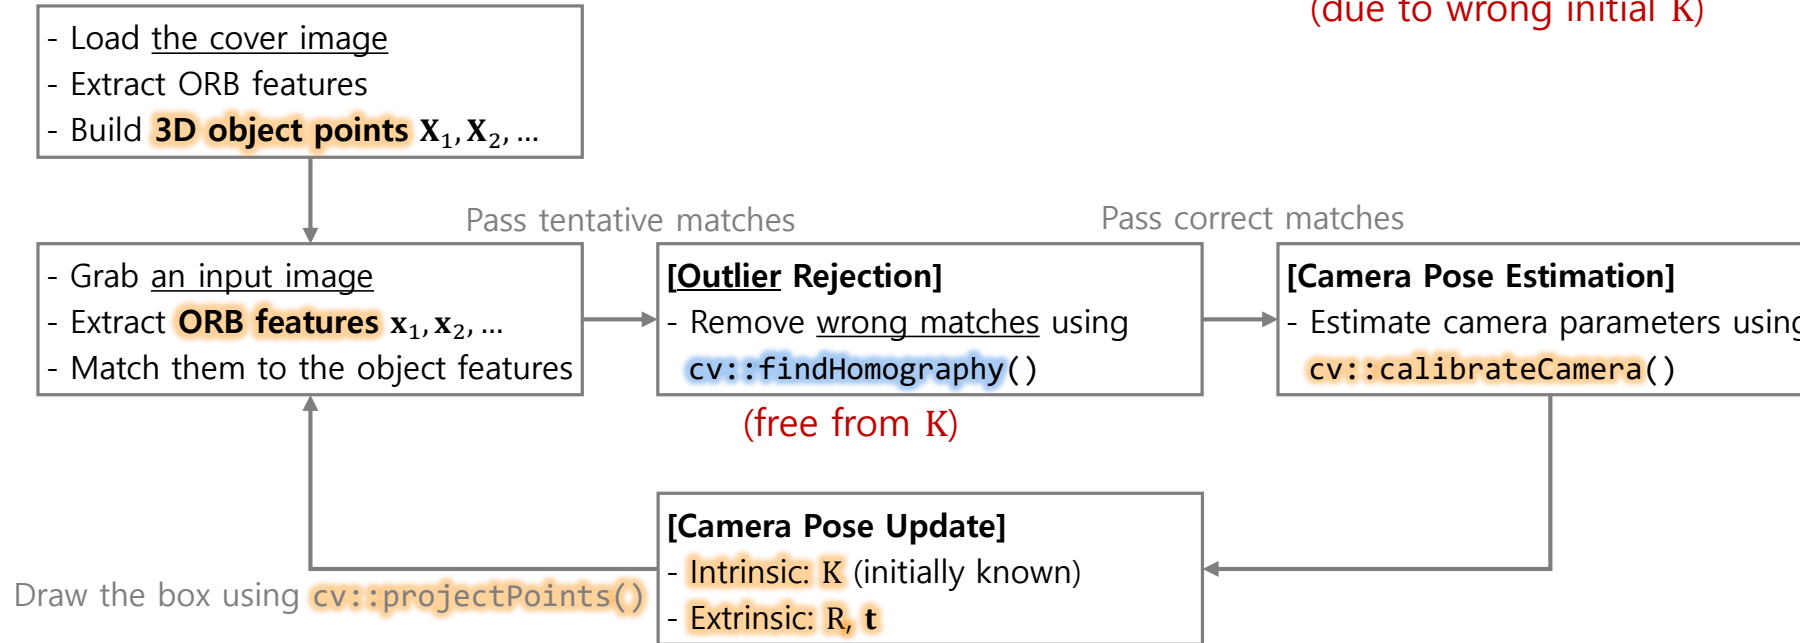 (due to wrong initial K)
- Load the cover image
- Extract ORB features
- Build 3D object points X₁, X₂, ...
Pass tentative matches
Pass correct matches
- Grab an input image
- Extract ORB features x₁, x₂, ...
- Match them to the object features
[Outlier Rejection]
- Remove wrong matches using
cv::findHomography()
(free from K)
[Camera Pose Estimation]
- Estimate camera parameters using
cv::calibrateCamera()
[Camera Pose Update]
- Intrinsic: K (initially known)
- Extrinsic: R, t
Draw the box using cv::projectPoints()